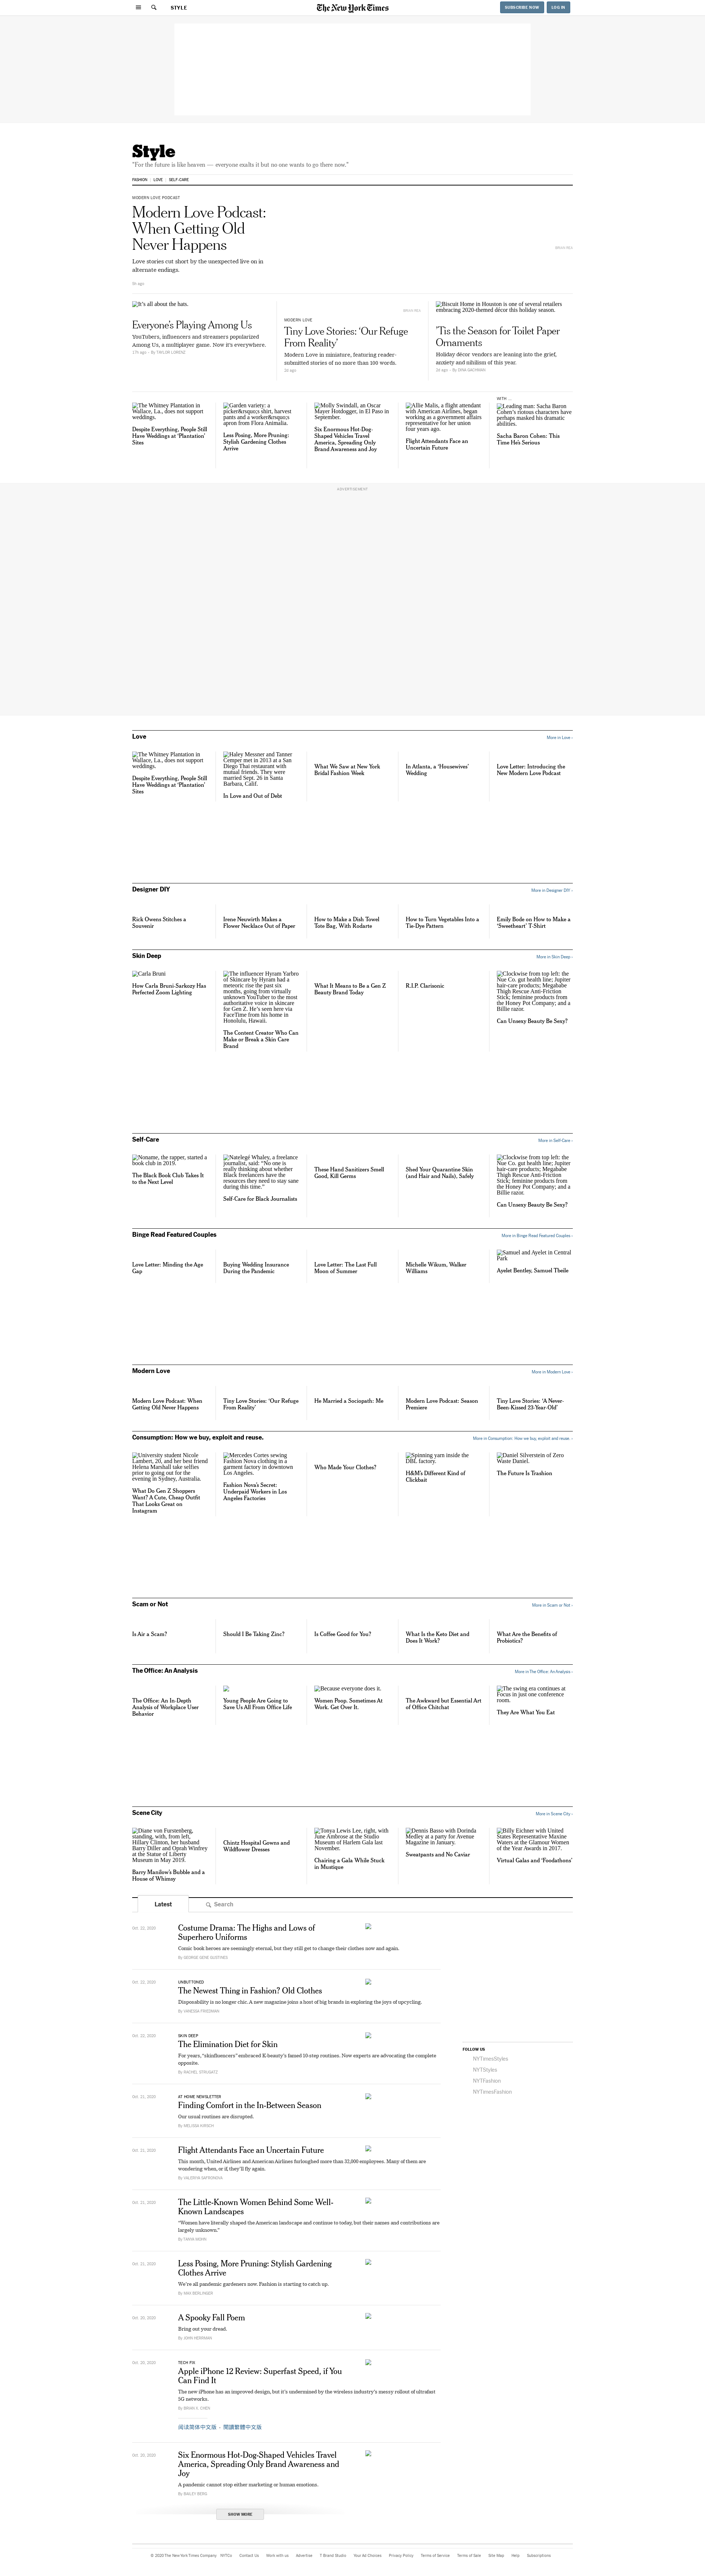 STYLE
The New York Times
SUBSCRIBE NOW
LOG IN
Style
"For the future is like heaven — everyone exalts it but no one wants to go there now."
FASHION
LOVE
SELF-CARE
MODERN LOVE PODCAST
Modern Love Podcast:
When Getting Old
Never Happens
Love stories cut short by the unexpected live on in
alternate endings.
Brian Rea
It's all about the hats.
Everyone's Playing Among Us
YouTubers, influencers and streamers popularized
Among Us, a multiplayer game. Now it's everywhere.
17h ago · By TAYLOR LORENZ
Brian Rea
MODERN LOVE
Tiny Love Stories: 'Refuge
From Reality'
Modern Love in miniature, featuring reader-
submitted stories of no more than 100 words.
2d ago
Biscuit Home in Houston is one of several retailers
embracing 2020-themed décor this holiday season.
'Tis the Season for Toilet Paper
Ornaments
Holiday décor vendors are leaning into the grief,
anxiety and nihilism of this year.
The Whitney Plantation in
Wallace, La., does not support
weddings.
Despite Everything, People Still
Have Weddings at 'Plantation'
Sites
Garden variety: a
picker&rsquo;s shirt, harvest
pants and a worker&rsquo;s
apron from Flora Animalia.
Less Posing, More Pruning:
Stylish Gardening Clothes
Arrive
Molly Swindall, an Oscar
Mayer Hotdogger, in El Paso in
September.
Six Enormous Hot-Dog-
Shaped Vehicles Travel
America, Spreading Only
Brand Awareness and Joy
Allie Malis, a flight attendant
with American Airlines, began
working as a government affairs
representative for her union
four years ago.
Flight Attendants Face an
Uncertain Future
WITH ...
Leading man: Sacha Baron
Cohen's riotous characters have
perhaps masked his dramatic
abilities.
Sacha Baron Cohen: This
Time He's Serious
ADVERTISEMENT
Love
More in Love ›
The Whitney Plantation in
Wallace, La., does not support
weddings.
Despite Everything, People Still
Have Weddings at 'Plantation'
Sites
Haley Messner and Tanner
Cemper met in 2013 at a San
Diego Thai restaurant with
mutual friends. They were
married Sept. 26 in Santa
Barbara, Calif.
In Love and Out of Debt
What We Saw at New York
Bridal Fashion Week
In Atlanta, a 'Housewives'
Wedding
Love Letter: Introducing the
New Modern Love Podcast
Designer DIY
More in Designer DIY ›
Rick Owens Stitches a
Souvenir
Irene Neuwirth Makes a
Flower Necklace Out of Paper
How to Make a Dish Towel
Tote Bag, With Rodarte
How to Turn Vegetables Into a
Tie-Dye Pattern
Emily Bode on How to Make a
'Sweetheart' T-Shirt
Skin Deep
More in Skin Deep ›
Carla Bruni
How Carla Bruni-Sarkozy Has
Perfected Zoom Lighting
The influencer Hyram Yarbro
of Skincare by Hyram had a
meteoric rise the past six
months, going from virtually
unknown YouTuber to the most
authoritative voice in skincare
for Gen Z. He's seen here via
FaceTime from his home in
Honolulu, Hawaii.
The Content Creator Who Can
Make or Break a Skin Care
Brand
What It Means to Be a Gen Z
Beauty Brand Today
R.I.P. Clarisonic
Clockwise from top left: the
Nue Co. gut health line; Jupiter
hair-care products; Megababe
Thigh Rescue Anti-Friction
Stick; feminine products from
the Honey Pot Company; and a
Billie razor.
Can Unsexy Beauty Be Sexy?
Self-Care
More in Self-Care ›
Noname, the rapper, started a
book club in 2019.
The Black Book Club Takes It
to the Next Level
Natelegé Whaley, a freelance
journalist, said: "No one is
really thinking about whether
Black freelancers have the
resources they need to stay sane
during this time."
Self-Care for Black Journalists
These Hand Sanitizers Smell
Good, Kill Germs
Shed Your Quarantine Skin
(and Hair and Nails), Safely
Clockwise from top left: the
Nue Co. gut health line; Jupiter
hair-care products; Megababe
Thigh Rescue Anti-Friction
Stick; feminine products from
the Honey Pot Company; and a
Billie razor.
Can Unsexy Beauty Be Sexy?
Binge Read Featured Couples
More in Binge Read Featured Couples ›
Love Letter: Minding the Age
Gap
Buying Wedding Insurance
During the Pandemic
Love Letter: The Last Full
Moon of Summer
Michelle Wikum, Walker
Williams
Samuel and Ayelet in Central
Park
Ayelet Bentley, Samuel Theile
Modern Love
More in Modern Love ›
Modern Love Podcast: When
Getting Old Never Happens
Tiny Love Stories: 'Our Refuge
From Reality'
He Married a Sociopath: Me
Modern Love Podcast: Season
Premiere
Tiny Love Stories: 'A Never-
Been-Kissed 23-Year-Old'
Consumption: How we buy, exploit and reuse.
More in Consumption: How we buy, exploit and reuse. ›
University student Nicole
Lambert, 20, and her best friend
Helena Marshall take selfies
prior to going out for the
evening in Sydney, Australia.
What Do Gen Z Shoppers
Want? A Cute, Cheap Outfit
That Looks Great on
Instagram
Mercedes Cortes sewing
Fashion Nova clothing in a
garment factory in downtown
Los Angeles.
Fashion Nova's Secret:
Underpaid Workers in Los
Angeles Factories
Who Made Your Clothes?
Spinning yarn inside the
DBL factory.
H&M's Different Kind of
Clickbait
Daniel Silverstein of Zero
Waste Daniel.
The Future Is Trashion
Scam or Not
More in Scam or Not ›
Is Air a Scam?
Should I Be Taking Zinc?
Is Coffee Good for You?
What Is the Keto Diet and
Does It Work?
What Are the Benefits of
Probiotics?
The Office: An Analysis
More in The Office: An Analysis ›
The Office: An In-Depth
Analysis of Workplace User
Behavior
Young People Are Going to
Save Us All From Office Life
Because everyone does it.
Women Poop. Sometimes At
Work. Get Over It.
The Awkward but Essential Art
of Office Chitchat
The swing era continues at
Focus in just one conference
room.
They Are What You Eat
Scene City
More in Scene City ›
Diane von Furstenberg,
standing, with, from left,
Hillary Clinton, her husband
Barry Diller and Oprah Winfrey
at the Statue of Liberty
Museum in May 2019.
Barry Manilow's Bubble and a
House of Whimsy
Chintz Hospital Gowns and
Wildflower Dresses
Tonya Lewis Lee, right, with
June Ambrose at the Studio
Museum of Harlem Gala last
November.
Chairing a Gala While Stuck
in Mustique
Dennis Basso with Dorinda
Medley at a party for Avenue
Magazine in January.
Sweatpants and No Caviar
Billy Eichner with United
States Representative Maxine
Waters at the Glamour Women
of the Year Awards in 2017.
Virtual Galas and 'Foodathons'
Latest
Search
Oct. 22, 2020
Costume Drama: The Highs and Lows of
Superhero Uniforms
Comic book heroes are seemingly eternal, but they still get to change their clothes now and again.
By GEORGE GENE GUSTINES
Oct. 22, 2020
UNBUTTONED
The Newest Thing in Fashion? Old Clothes
Disposability is no longer chic. A new magazine joins a host of big brands in exploring the joys of upcycling.
By VANESSA FRIEDMAN
Oct. 22, 2020
SKIN DEEP
The Elimination Diet for Skin
For years, "skinfluencers" embraced K-beauty's famed 10-step routines. Now experts are advocating the complete
opposite.
By RACHEL STRUGATZ
Oct. 21, 2020
AT HOME NEWSLETTER
Finding Comfort in the In-Between Season
Our usual routines are disrupted.
By MELISSA KIRSCH
Oct. 21, 2020
Flight Attendants Face an Uncertain Future
This month, United Airlines and American Airlines furloughed more than 32,000 employees. Many of them are
wondering when, or if, they'll fly again.
By VALERIYA SAFRONOVA
Oct. 21, 2020
The Little-Known Women Behind Some Well-
Known Landscapes
"Women have literally shaped the American landscape and continue to today, but their names and contributions are
largely unknown."
By TANYA MOHN
Oct. 21, 2020
Less Posing, More Pruning: Stylish Gardening
Clothes Arrive
We're all pandemic gardeners now. Fashion is starting to catch up.
By MAX BERLINGER
Oct. 20, 2020
A Spooky Fall Poem
Bring out your dread.
By JOHN HERRMAN
Oct. 20, 2020
TECH FIX
Apple iPhone 12 Review: Superfast Speed, if You
Can Find It
The new iPhone has an improved design, but it's undermined by the wireless industry's messy rollout of ultrafast
5G networks.
By BRIAN X. CHEN
阅读简体中文版 · 閱讀繁體中文版
Oct. 20, 2020
Six Enormous Hot-Dog-Shaped Vehicles Travel
America, Spreading Only Brand Awareness and
Joy
A pandemic cannot stop either marketing or human emotions.
By BAILEY BERG
SHOW MORE
FOLLOW US
NYTimesStyles
NYTStyles
NYTFashion
NYTimesFashion
© 2020 The New York Times Company
NYTCo
Contact Us
Work with us
Advertise
T Brand Studio
Your Ad Choices
Privacy Policy
Terms of Service
Terms of Sale
Site Map
Help
Subscriptions